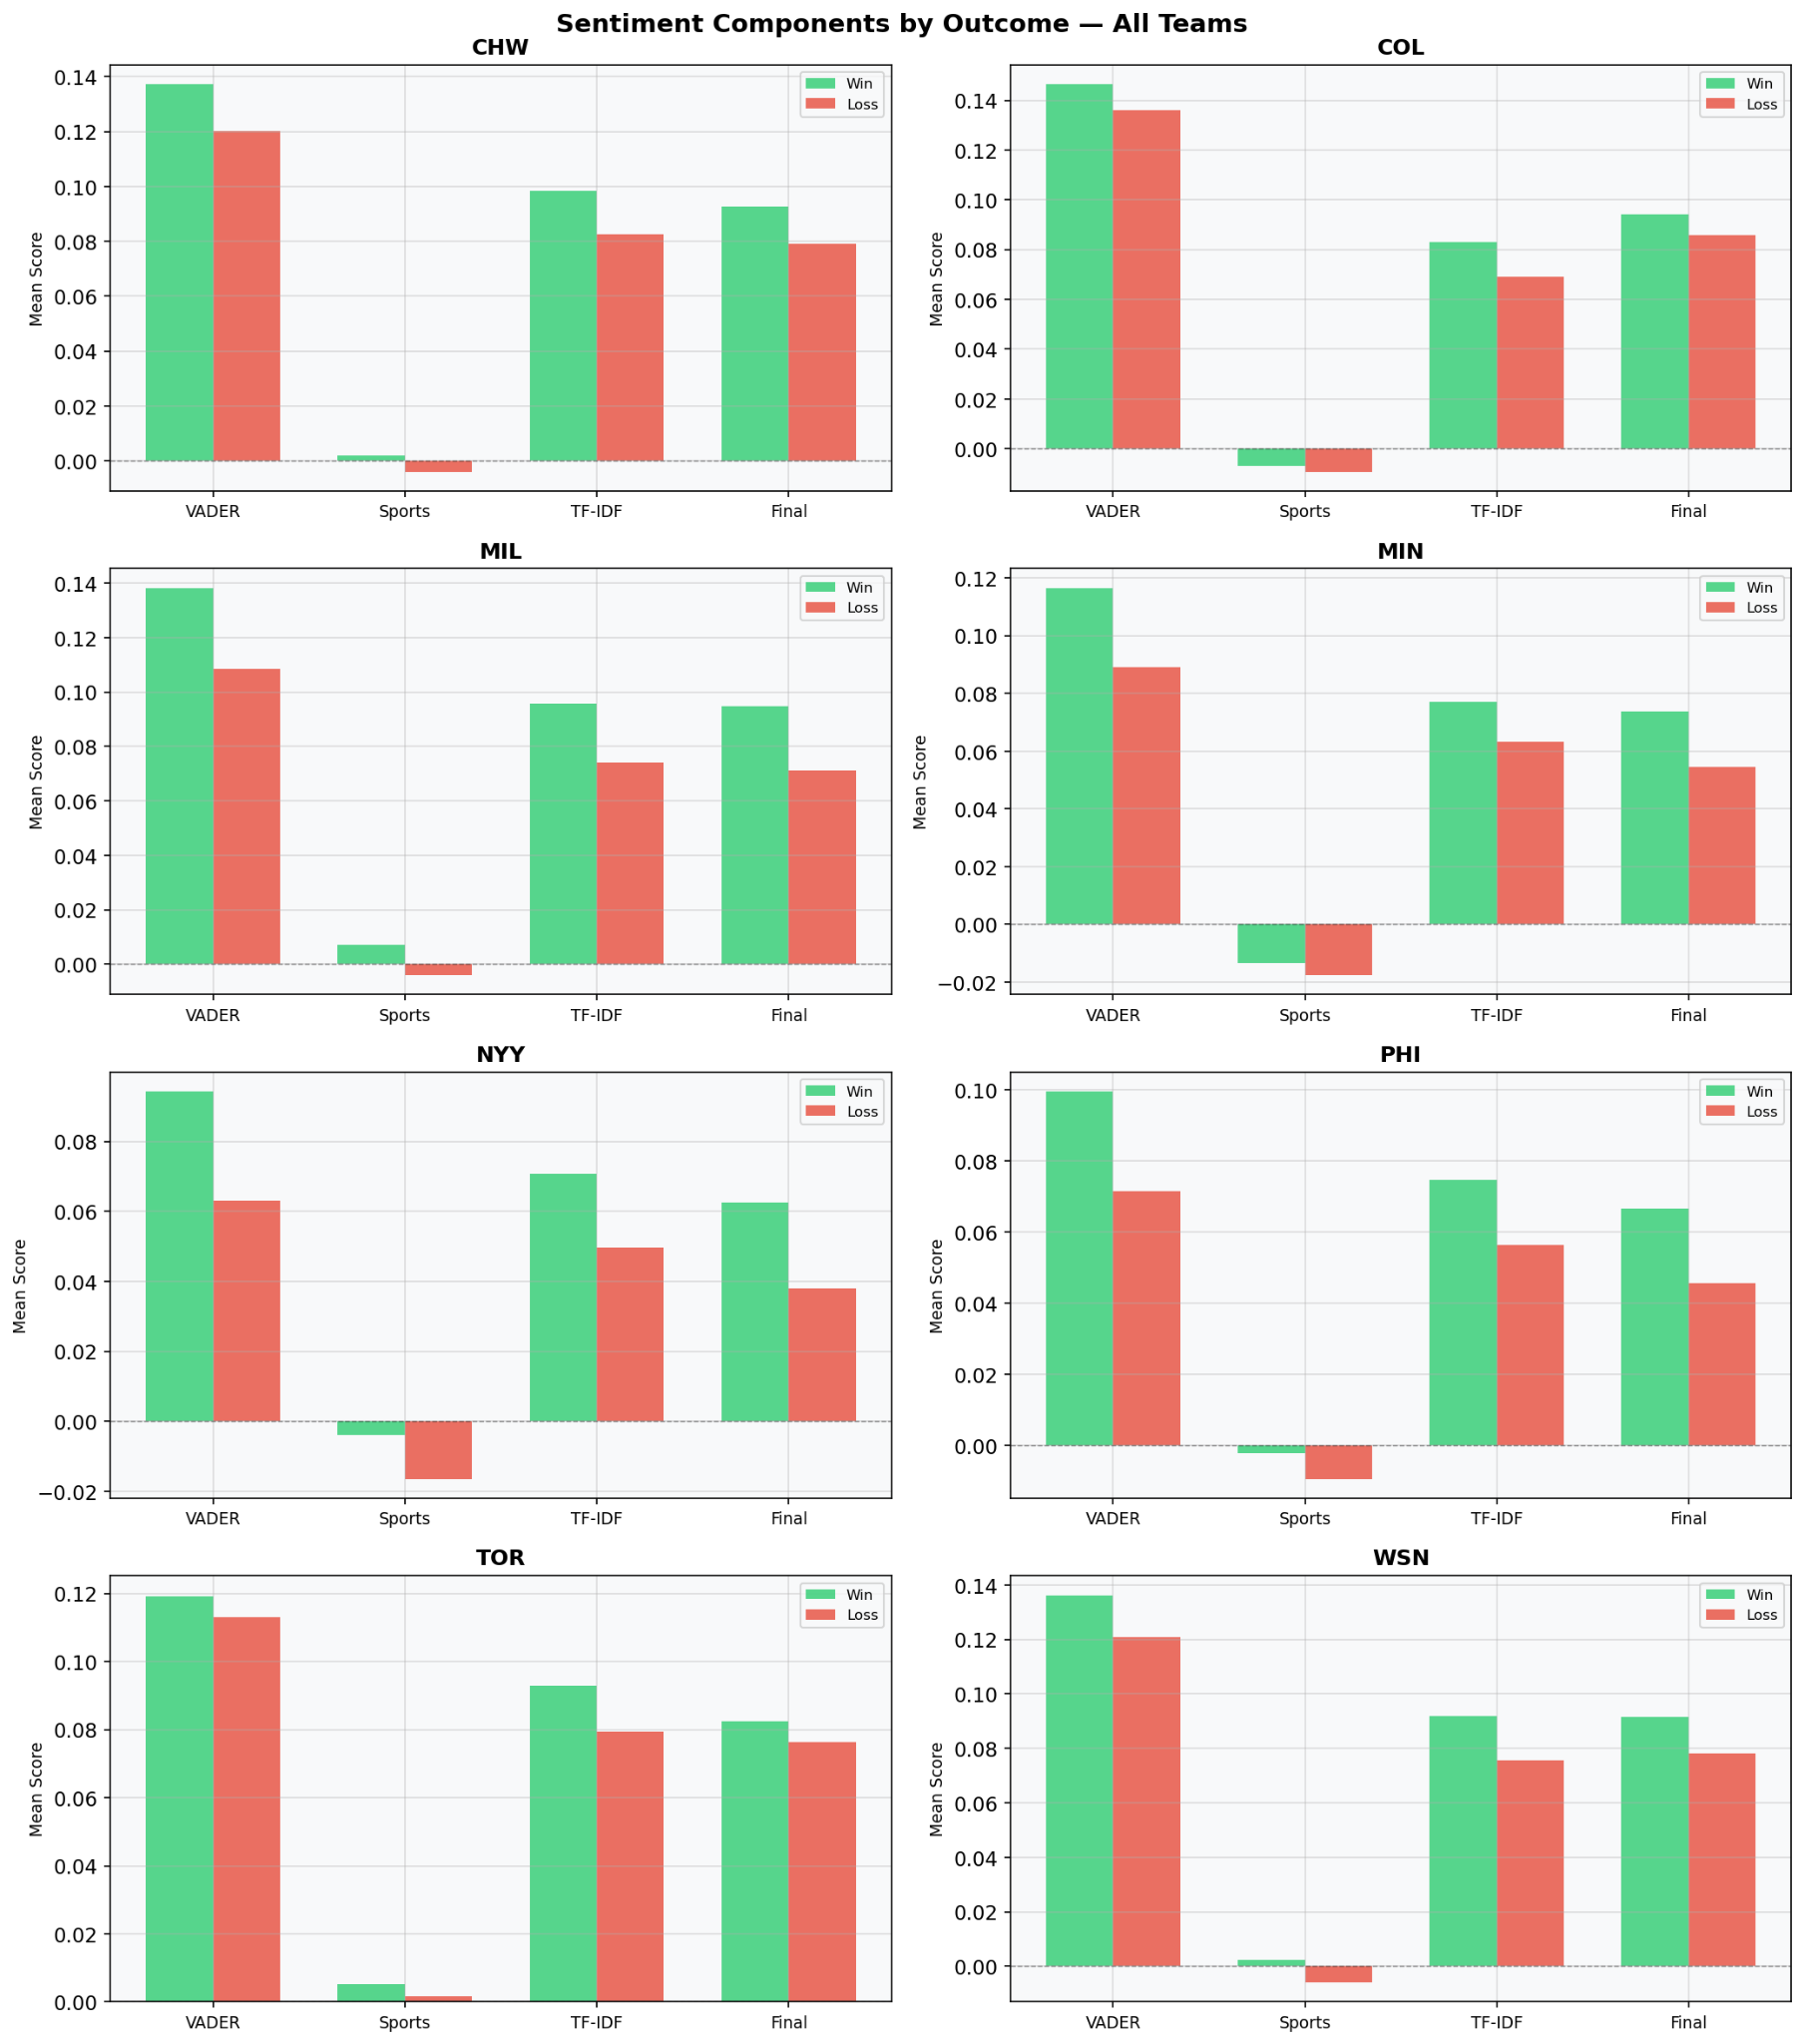 Sentiment Components by Outcome — All Teams
CHW
Mean Score
0.14
0.12
0.10
0.08
0.06
0.04
0.02
0.00
VADER Sports TF-IDF Final
Win
Loss
COL
Mean Score
0.14
0.12
0.10
0.08
0.06
0.04
0.02
0.00
VADER Sports TF-IDF Final
Win
Loss
MIL
Mean Score
0.14
0.12
0.10
0.08
0.06
0.04
0.02
0.00
VADER Sports TF-IDF Final
Win
Loss
MIN
Mean Score
0.12
0.10
0.08
0.06
0.04
0.02
0.00
−0.02
VADER Sports TF-IDF Final
Win
Loss
NYY
Mean Score
0.08
0.06
0.04
0.02
0.00
−0.02
VADER Sports TF-IDF Final
Win
Loss
PHI
Mean Score
0.10
0.08
0.06
0.04
0.02
0.00
VADER Sports TF-IDF Final
Win
Loss
TOR
Mean Score
0.12
0.10
0.08
0.06
0.04
0.02
0.00
VADER Sports TF-IDF Final
Win
Loss
WSN
Mean Score
0.14
0.12
0.10
0.08
0.06
0.04
0.02
0.00
VADER Sports TF-IDF Final
Win
Loss